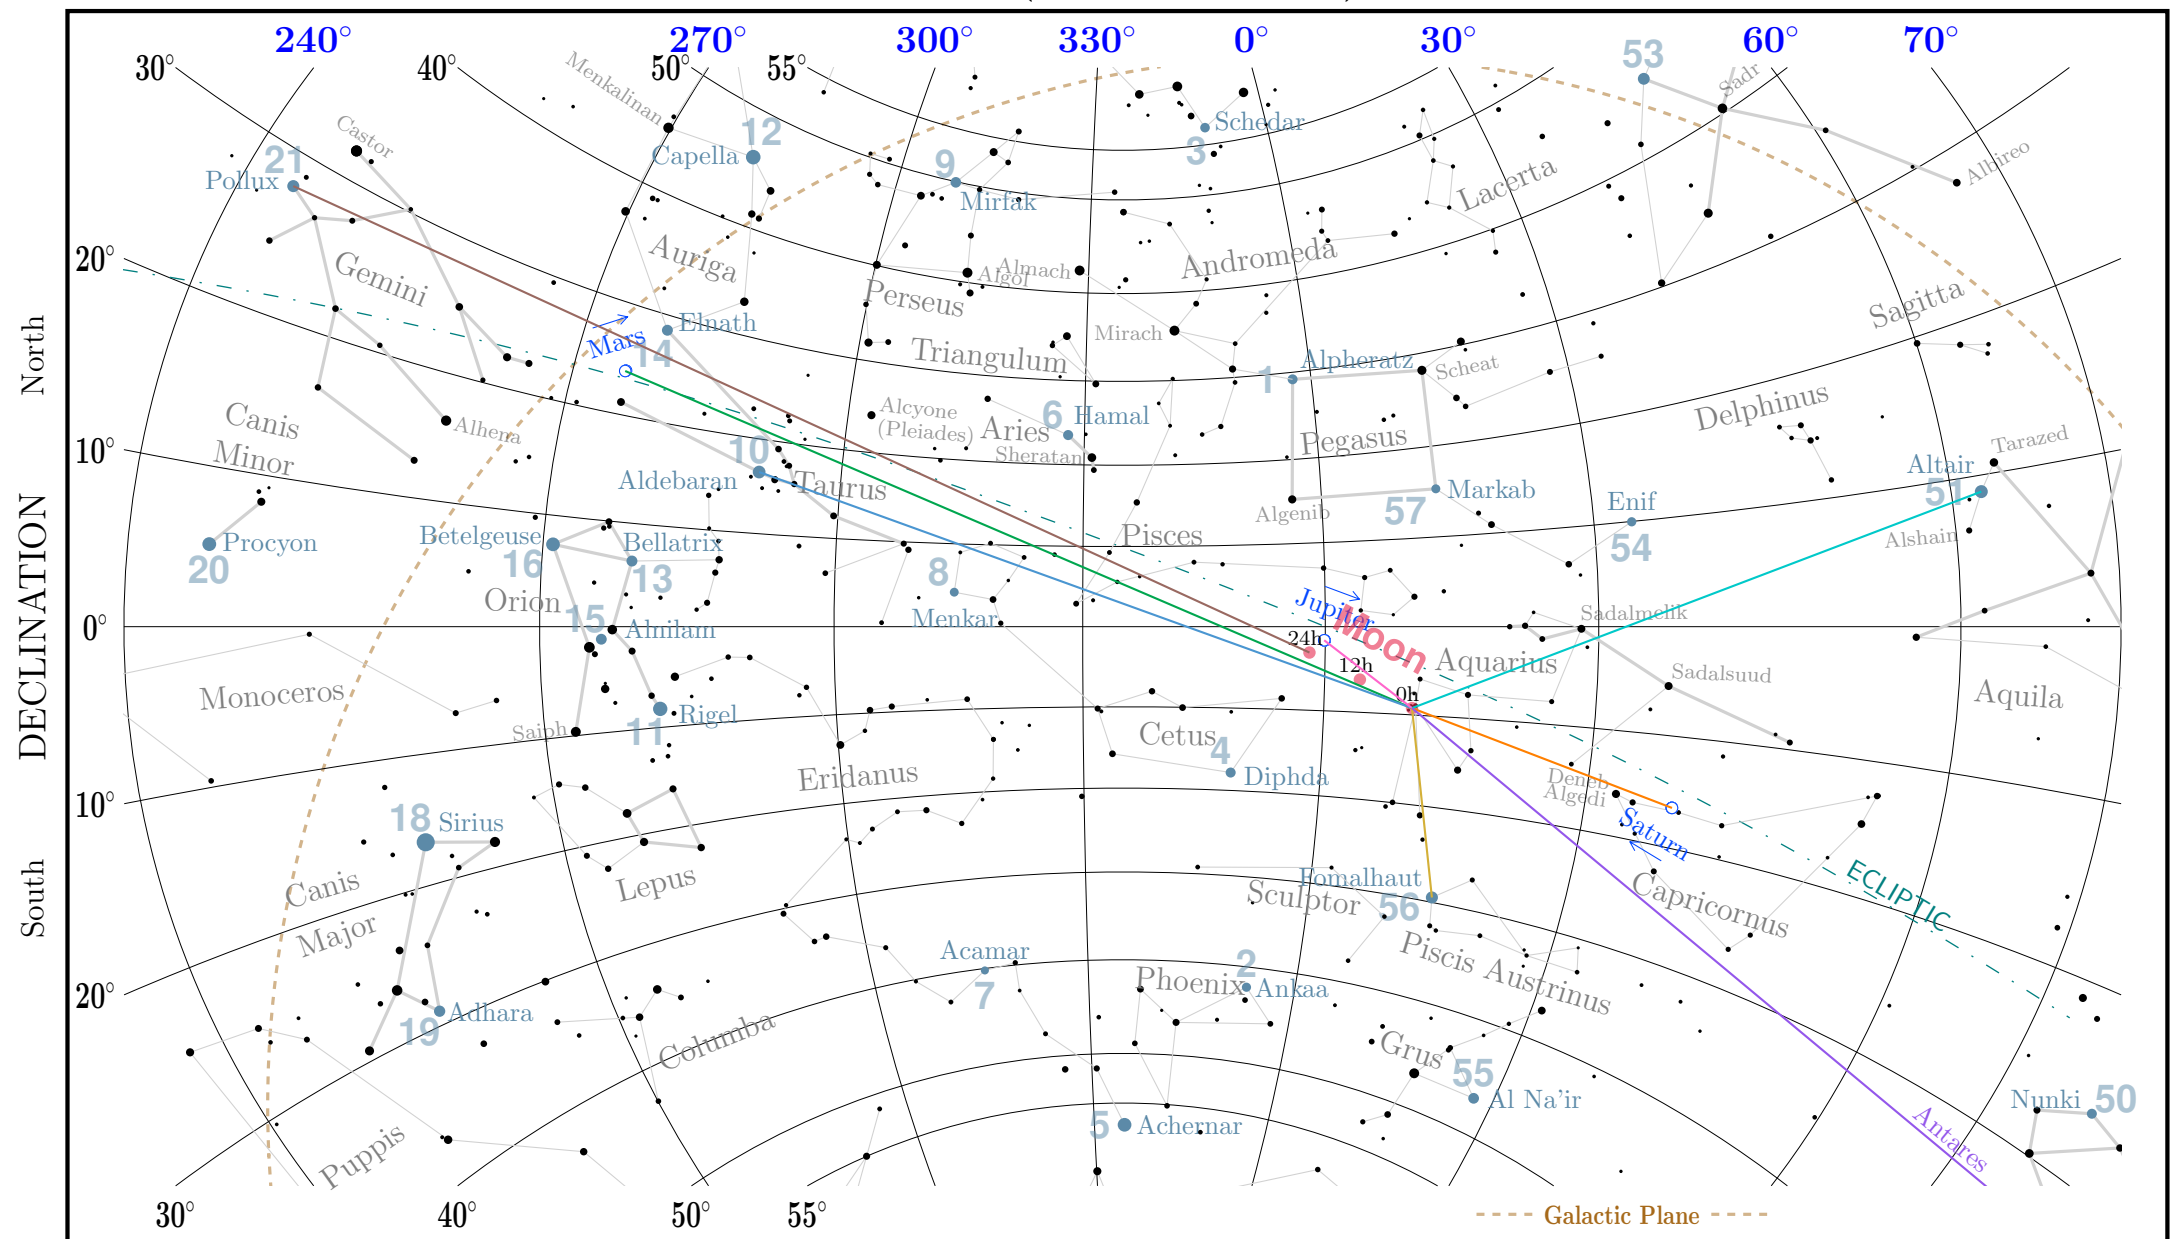 240° 270° 300° 330° 0° 30° 60° 70°
30° 40° 50° 55°
53
Menkalinan
Sadr
12
Schedar
3
Castor
Capella
21
Pollux
9
Mirfak
Albireo
Lacerta
Auriga
Andromeda
Gemini
Almach
Algol
20°
Perseus
Sagitta
Elnath
Mars
14
Mirach
Triangulum
Alpheratz
1
Scheat
North
Canis
Minor
Alhena
Alcyone
(Pleiades)
Aries
6
Hamal
Sheratan
Pegasus
Delphinus
Tarazed
10°
10
Aldebaran
Taurus
Altair
51
Markab
57
Algenib
Enif
54
Pisces
Alshain
Betelgeuse
16
Bellatrix
13
Procyon
20
8
Menkar
Orion
15
Alnilam
Jupiter
Moon
24h
12h
0h
Sadalmelik
0°
DECLINATION
Aquarius
Sadalsuud
Aquila
Monoceros
Saiph
Rigel
11
Cetus
4
Diphda
Eridanus
Deneb
Algedi
Saturn
10°
18
Sirius
Canis
Major
Lepus
Fomalhaut
56
Sculptor
Capricornus
ECLIPTIC
South
Acamar
7
Piscis Austrinus
2
Phoenix
Ankaa
20°
19
Adhara
Columba
Grus
55
Al Na'ir
Nunki
50
5
Achernar
Antares
Puppis
30° 40° 50° 55°
Galactic Plane